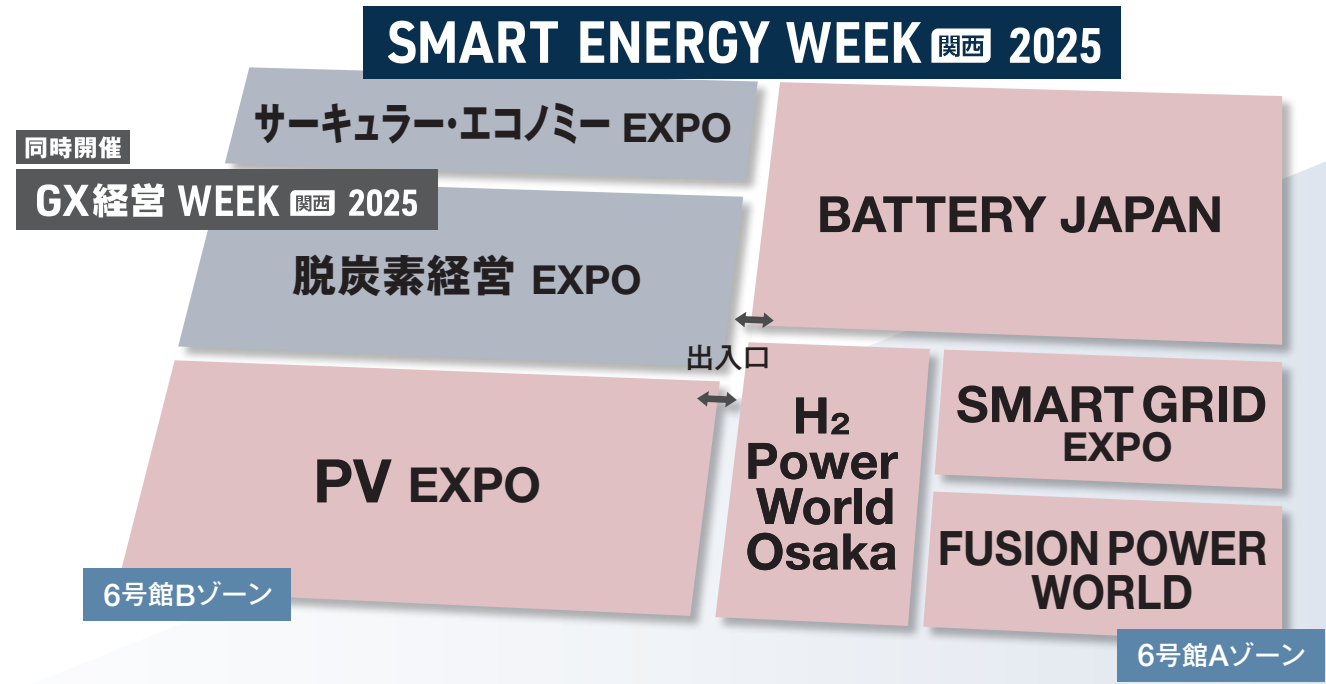 SMART ENERGY WEEK 関西 2025
サーキュラー・エコノミー EXPO
同時開催
GX経営 WEEK 関西 2025
脱炭素経営 EXPO
BATTERY JAPAN
出入口
PV EXPO
H₂
Power
World
Osaka
SMART GRID
EXPO
FUSION POWER
WORLD
6号館Bゾーン
6号館Aゾーン